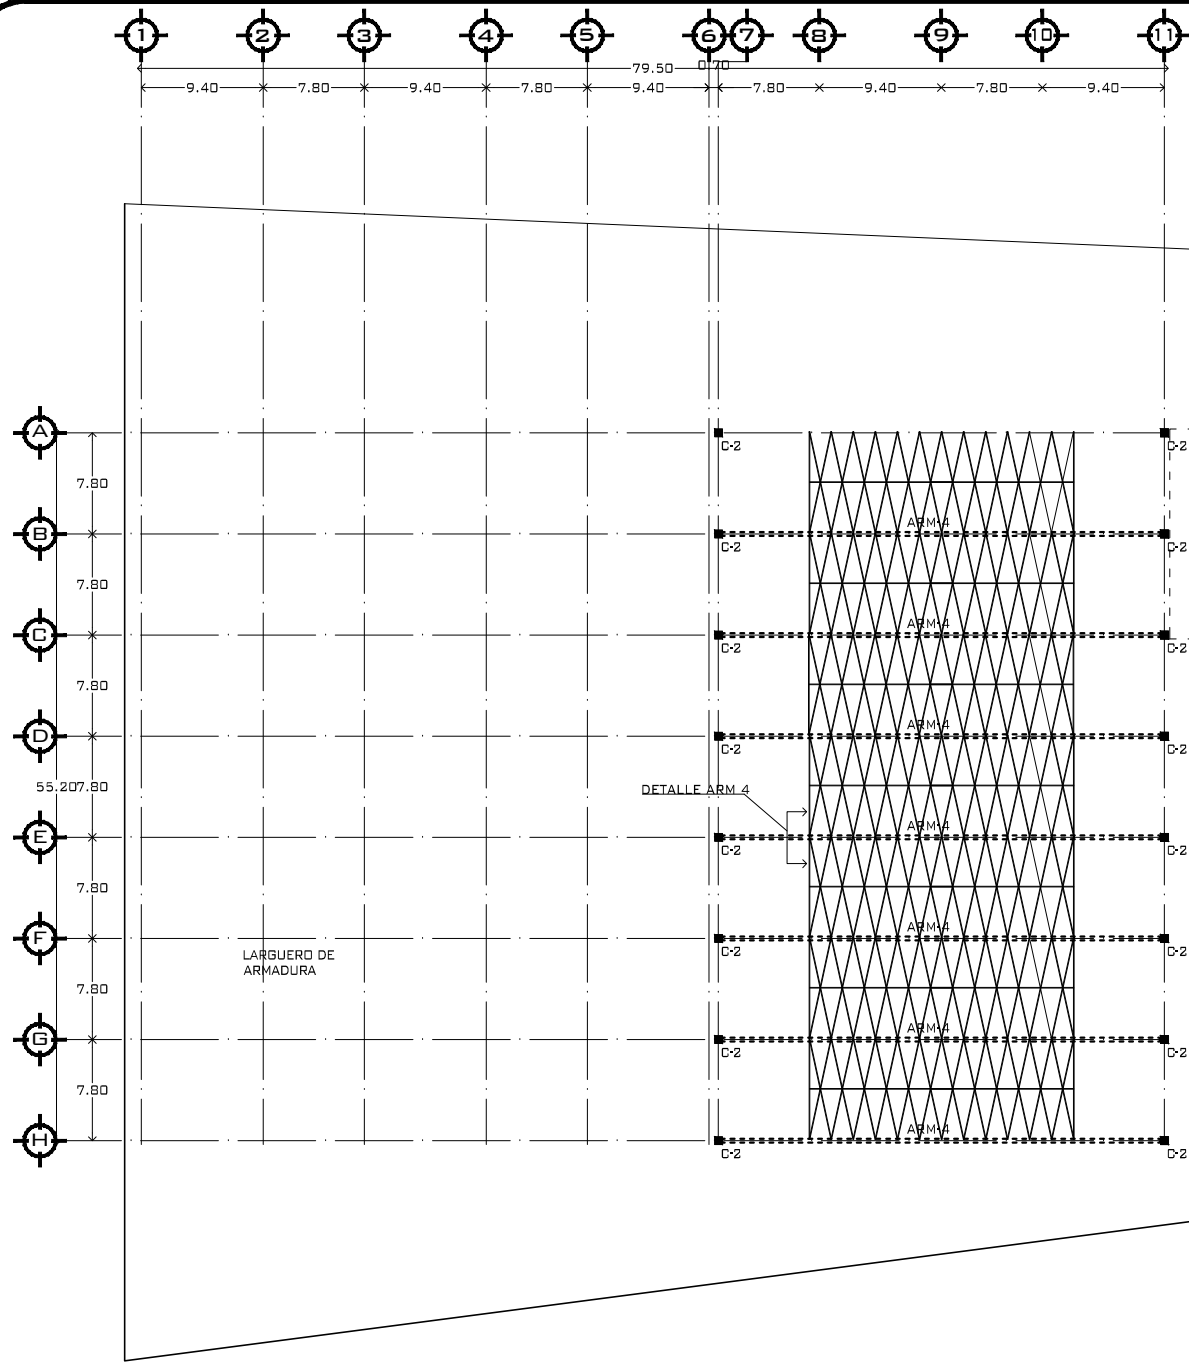 1 2 3 4 5 6 7 8 9 10 11
79.50 0.70
9.40 7.80 9.40 7.80 9.40 7.80 9.40 7.80 9.40
A
C-2 C-2
7.80
B
ARM-4
C-2 C-2
7.80
C
ARM-4
C-2 C-2
7.80
D
ARM-4
C-2 C-2
55.20 7.80
DETALLE ARM 4
E
ARM-4
C-2 C-2
7.80
F
ARM-4
C-2 C-2
LARGUERO DE
ARMADURA
7.80
G
ARM-4
C-2 C-2
7.80
H
ARM-4
C-2 C-2